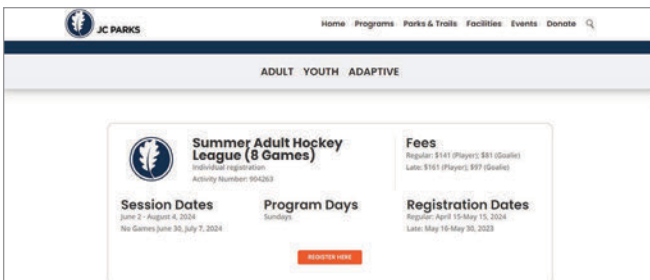 JC PARKS
Home Programs Parks & Trails Facilities Events Donate
ADULT YOUTH ADAPTIVE
Summer Adult Hockey
League (8 Games)
Individual registration
Activity Number: 904263
Fees
Regular: $141 (Player); $81 (Goalie)
Late: $161 (Player); $97 (Goalie)
Session Dates
June 2 - August 4, 2024
No Games June 30, July 7, 2024
Program Days
Sundays
Registration Dates
Regular: April 15-May 15, 2024
Late: May 16-May 30, 2023
REGISTER HERE